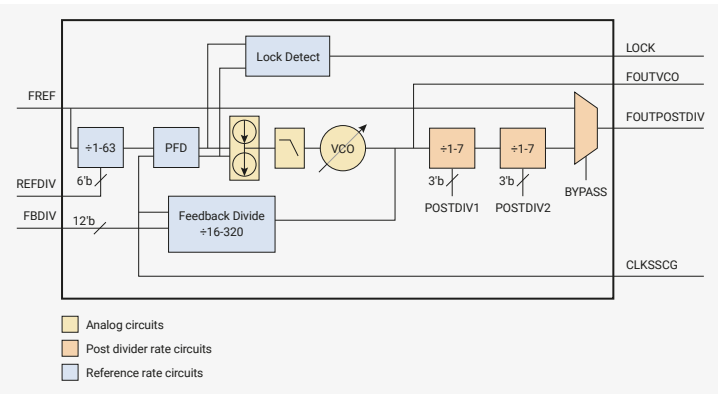 LOCK
Lock Detect
FOUTVCO
FREF
FOUTPOSTDIV
÷1-63
PFD
VCO
÷1-7
÷1-7
6'b
3'b
3'b
REFDIV
BYPASS
POSTDIV1
POSTDIV2
FBDIV
12'b
Feedback Divide
÷16-320
CLKSSCG
Analog circuits
Post divider rate circuits
Reference rate circuits